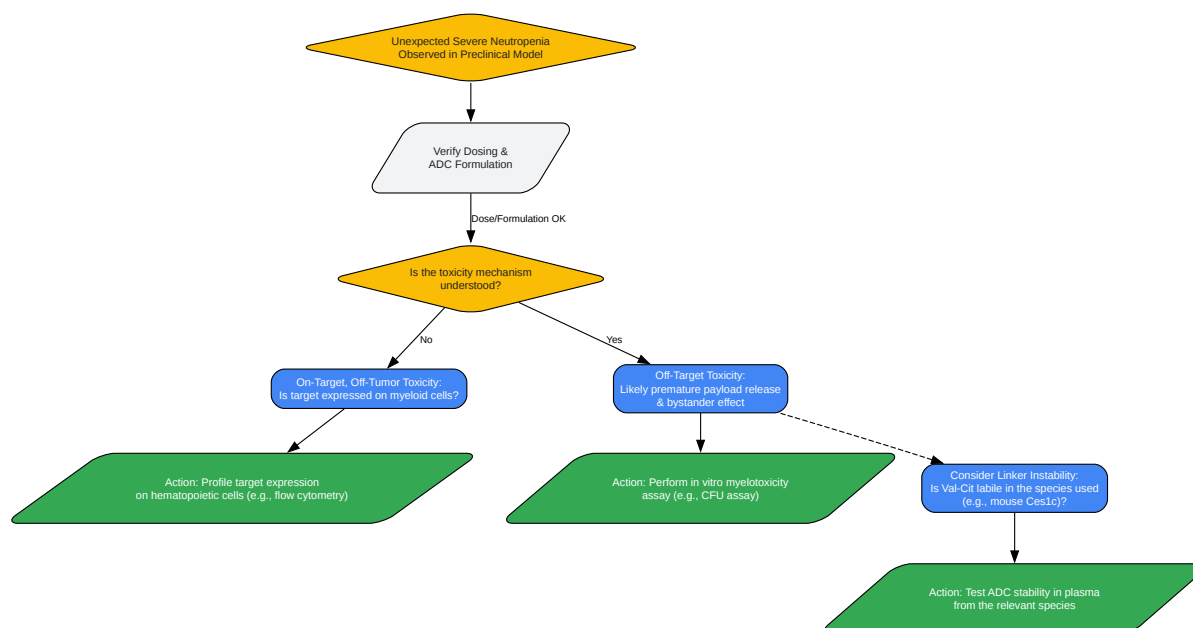 Unexpected Severe Neutropenia
Observed in Preclinical Model
Verify Dosing &
ADC Formulation
Dose/Formulation OK
Is the toxicity mechanism
understood?
No
Yes
On-Target, Off-Tumor Toxicity:
Is target expressed on myeloid cells?
Off-Target Toxicity:
Likely premature payload release
& bystander effect
Action: Profile target expression
on hematopoietic cells (e.g., flow cytometry)
Action: Perform in vitro myelotoxicity
assay (e.g., CFU assay)
Consider Linker Instability:
Is Val-Cit labile in the species used
(e.g., mouse Ces1c)?
Action: Test ADC stability in plasma
from the relevant species